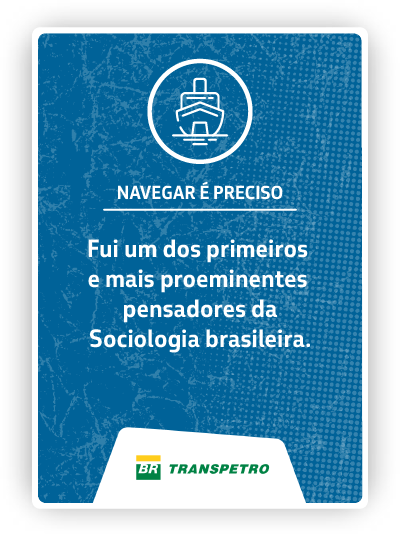 NAVEGAR É PRECISO
Fui um dos primeiros
e mais proeminentes
pensadores da
Sociologia brasileira.
BR TRANSPETRO